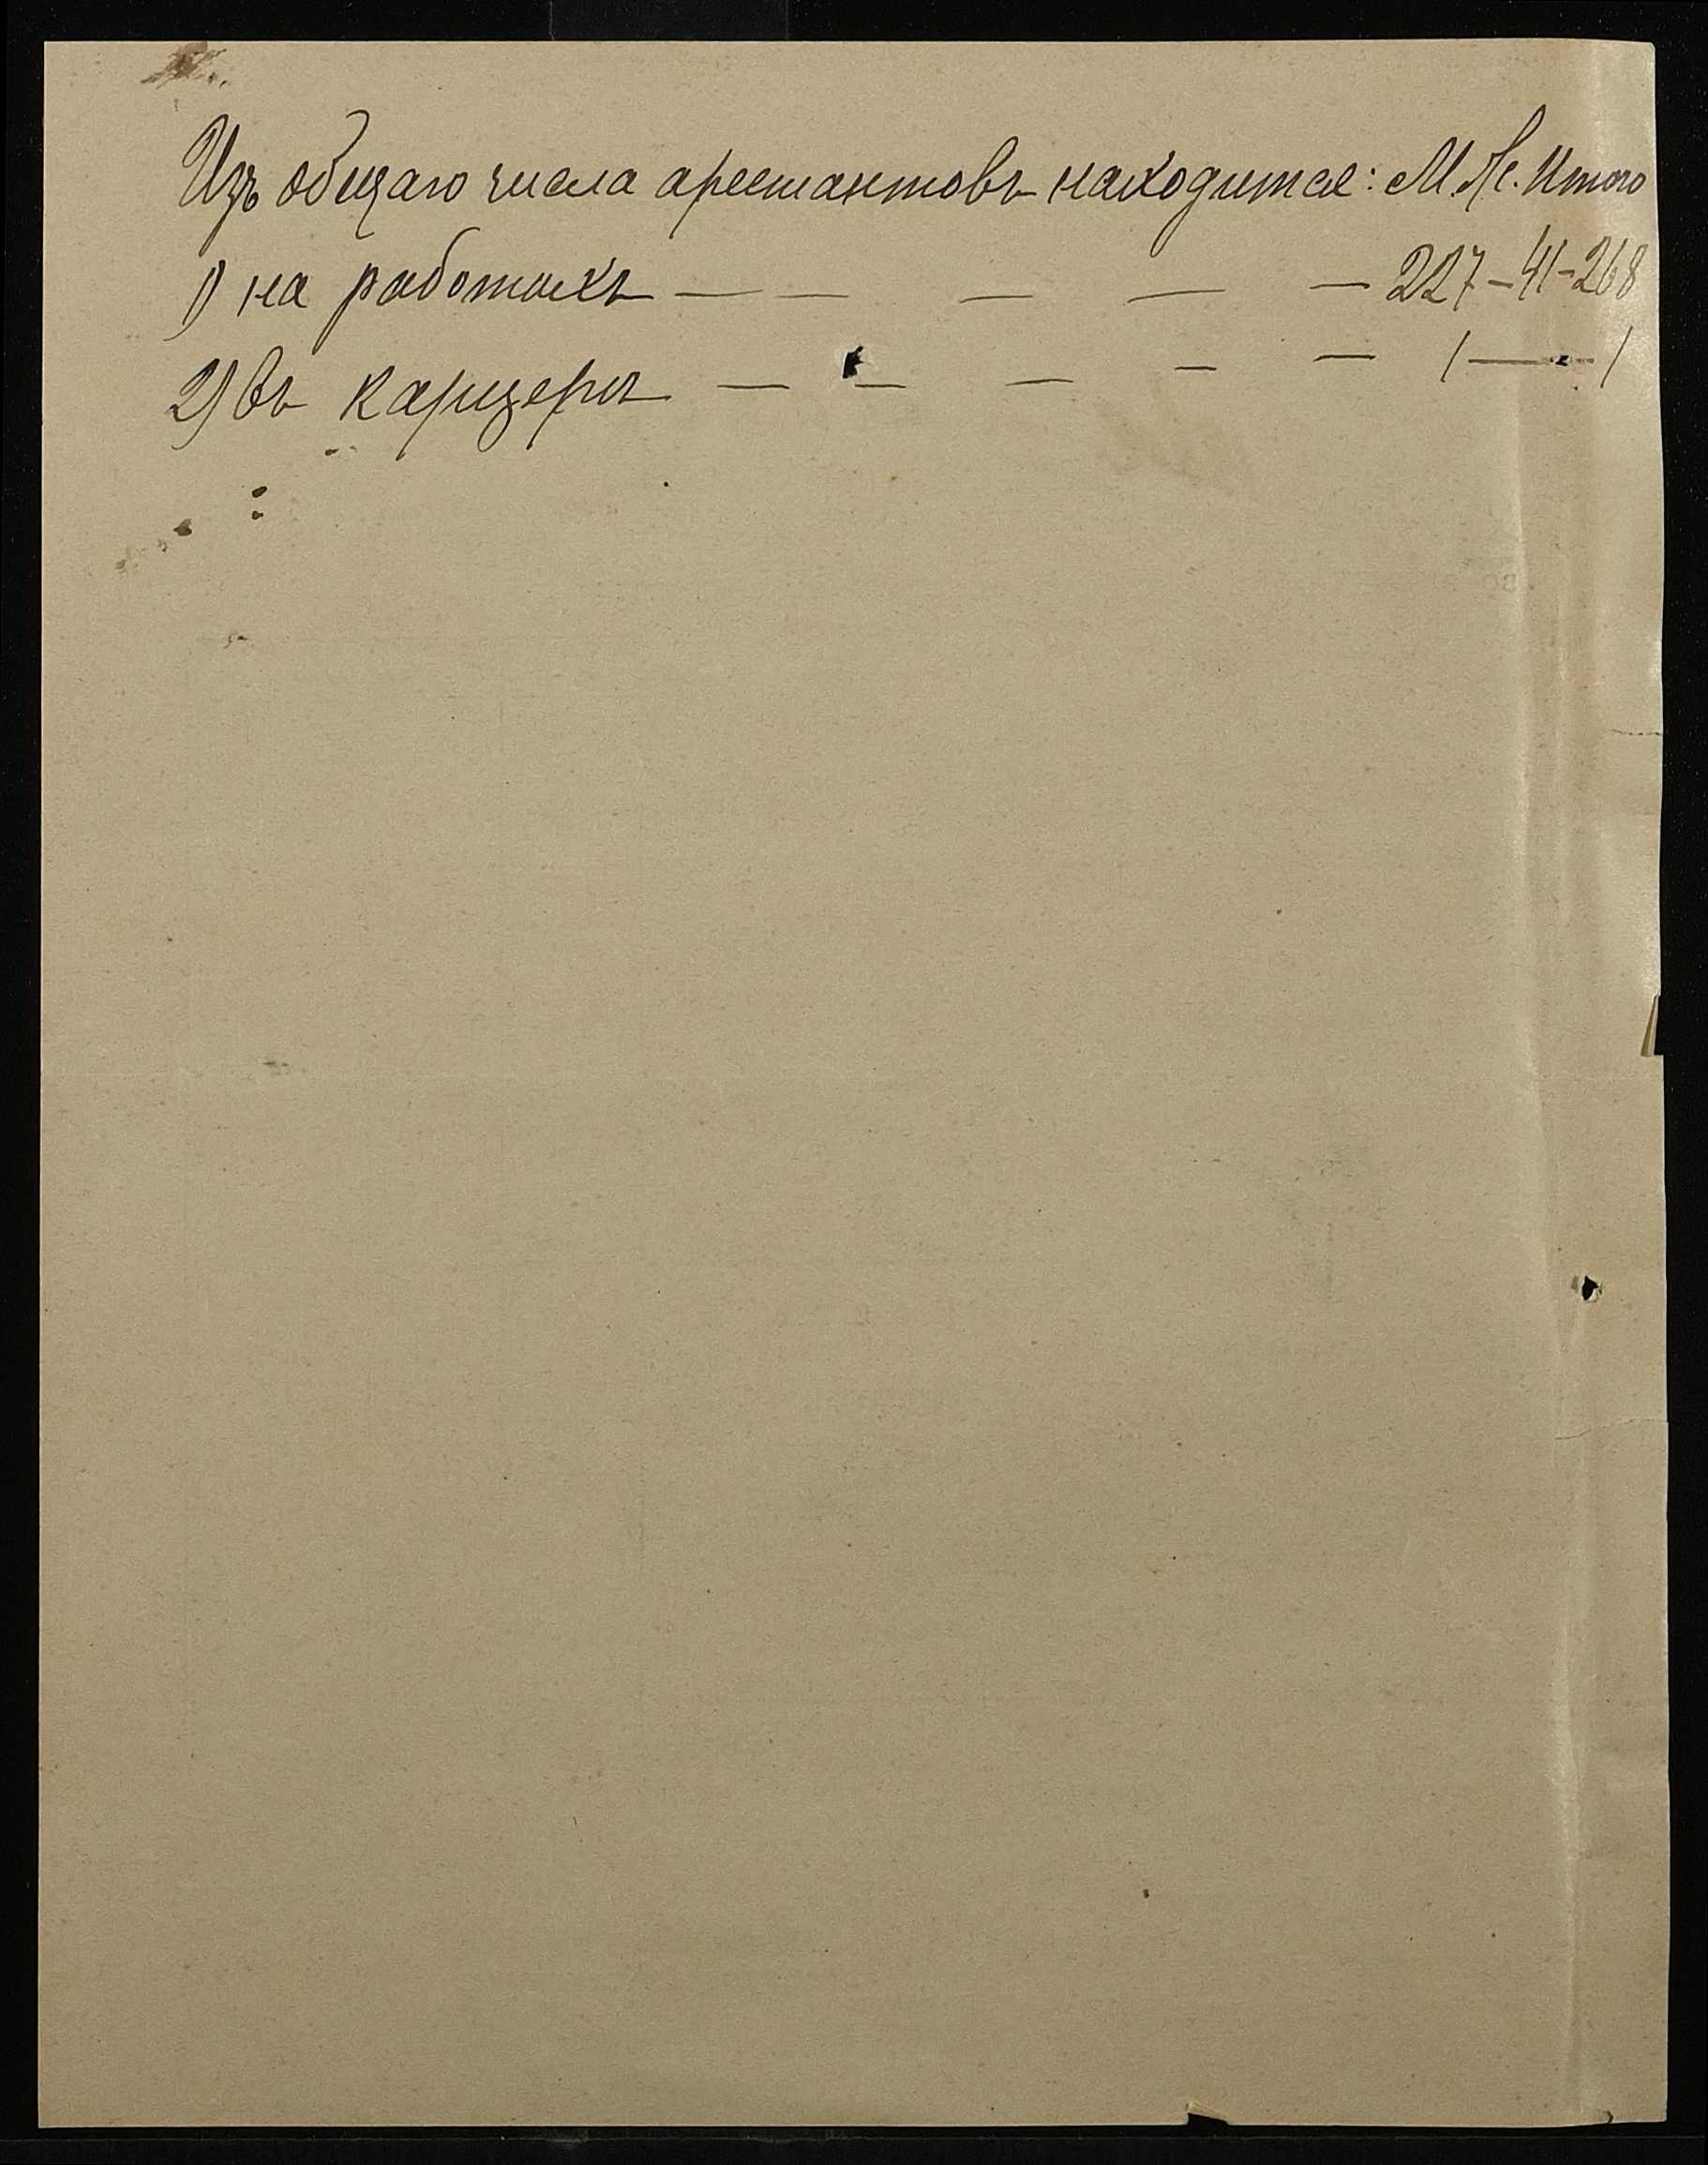 Изъ общаго числа арестантовъ находится: М. Ж. Итого
1) на работахъ — — — — — 227 - 41 - 268
2) въ карцерѣ — — — — — 1 — 1